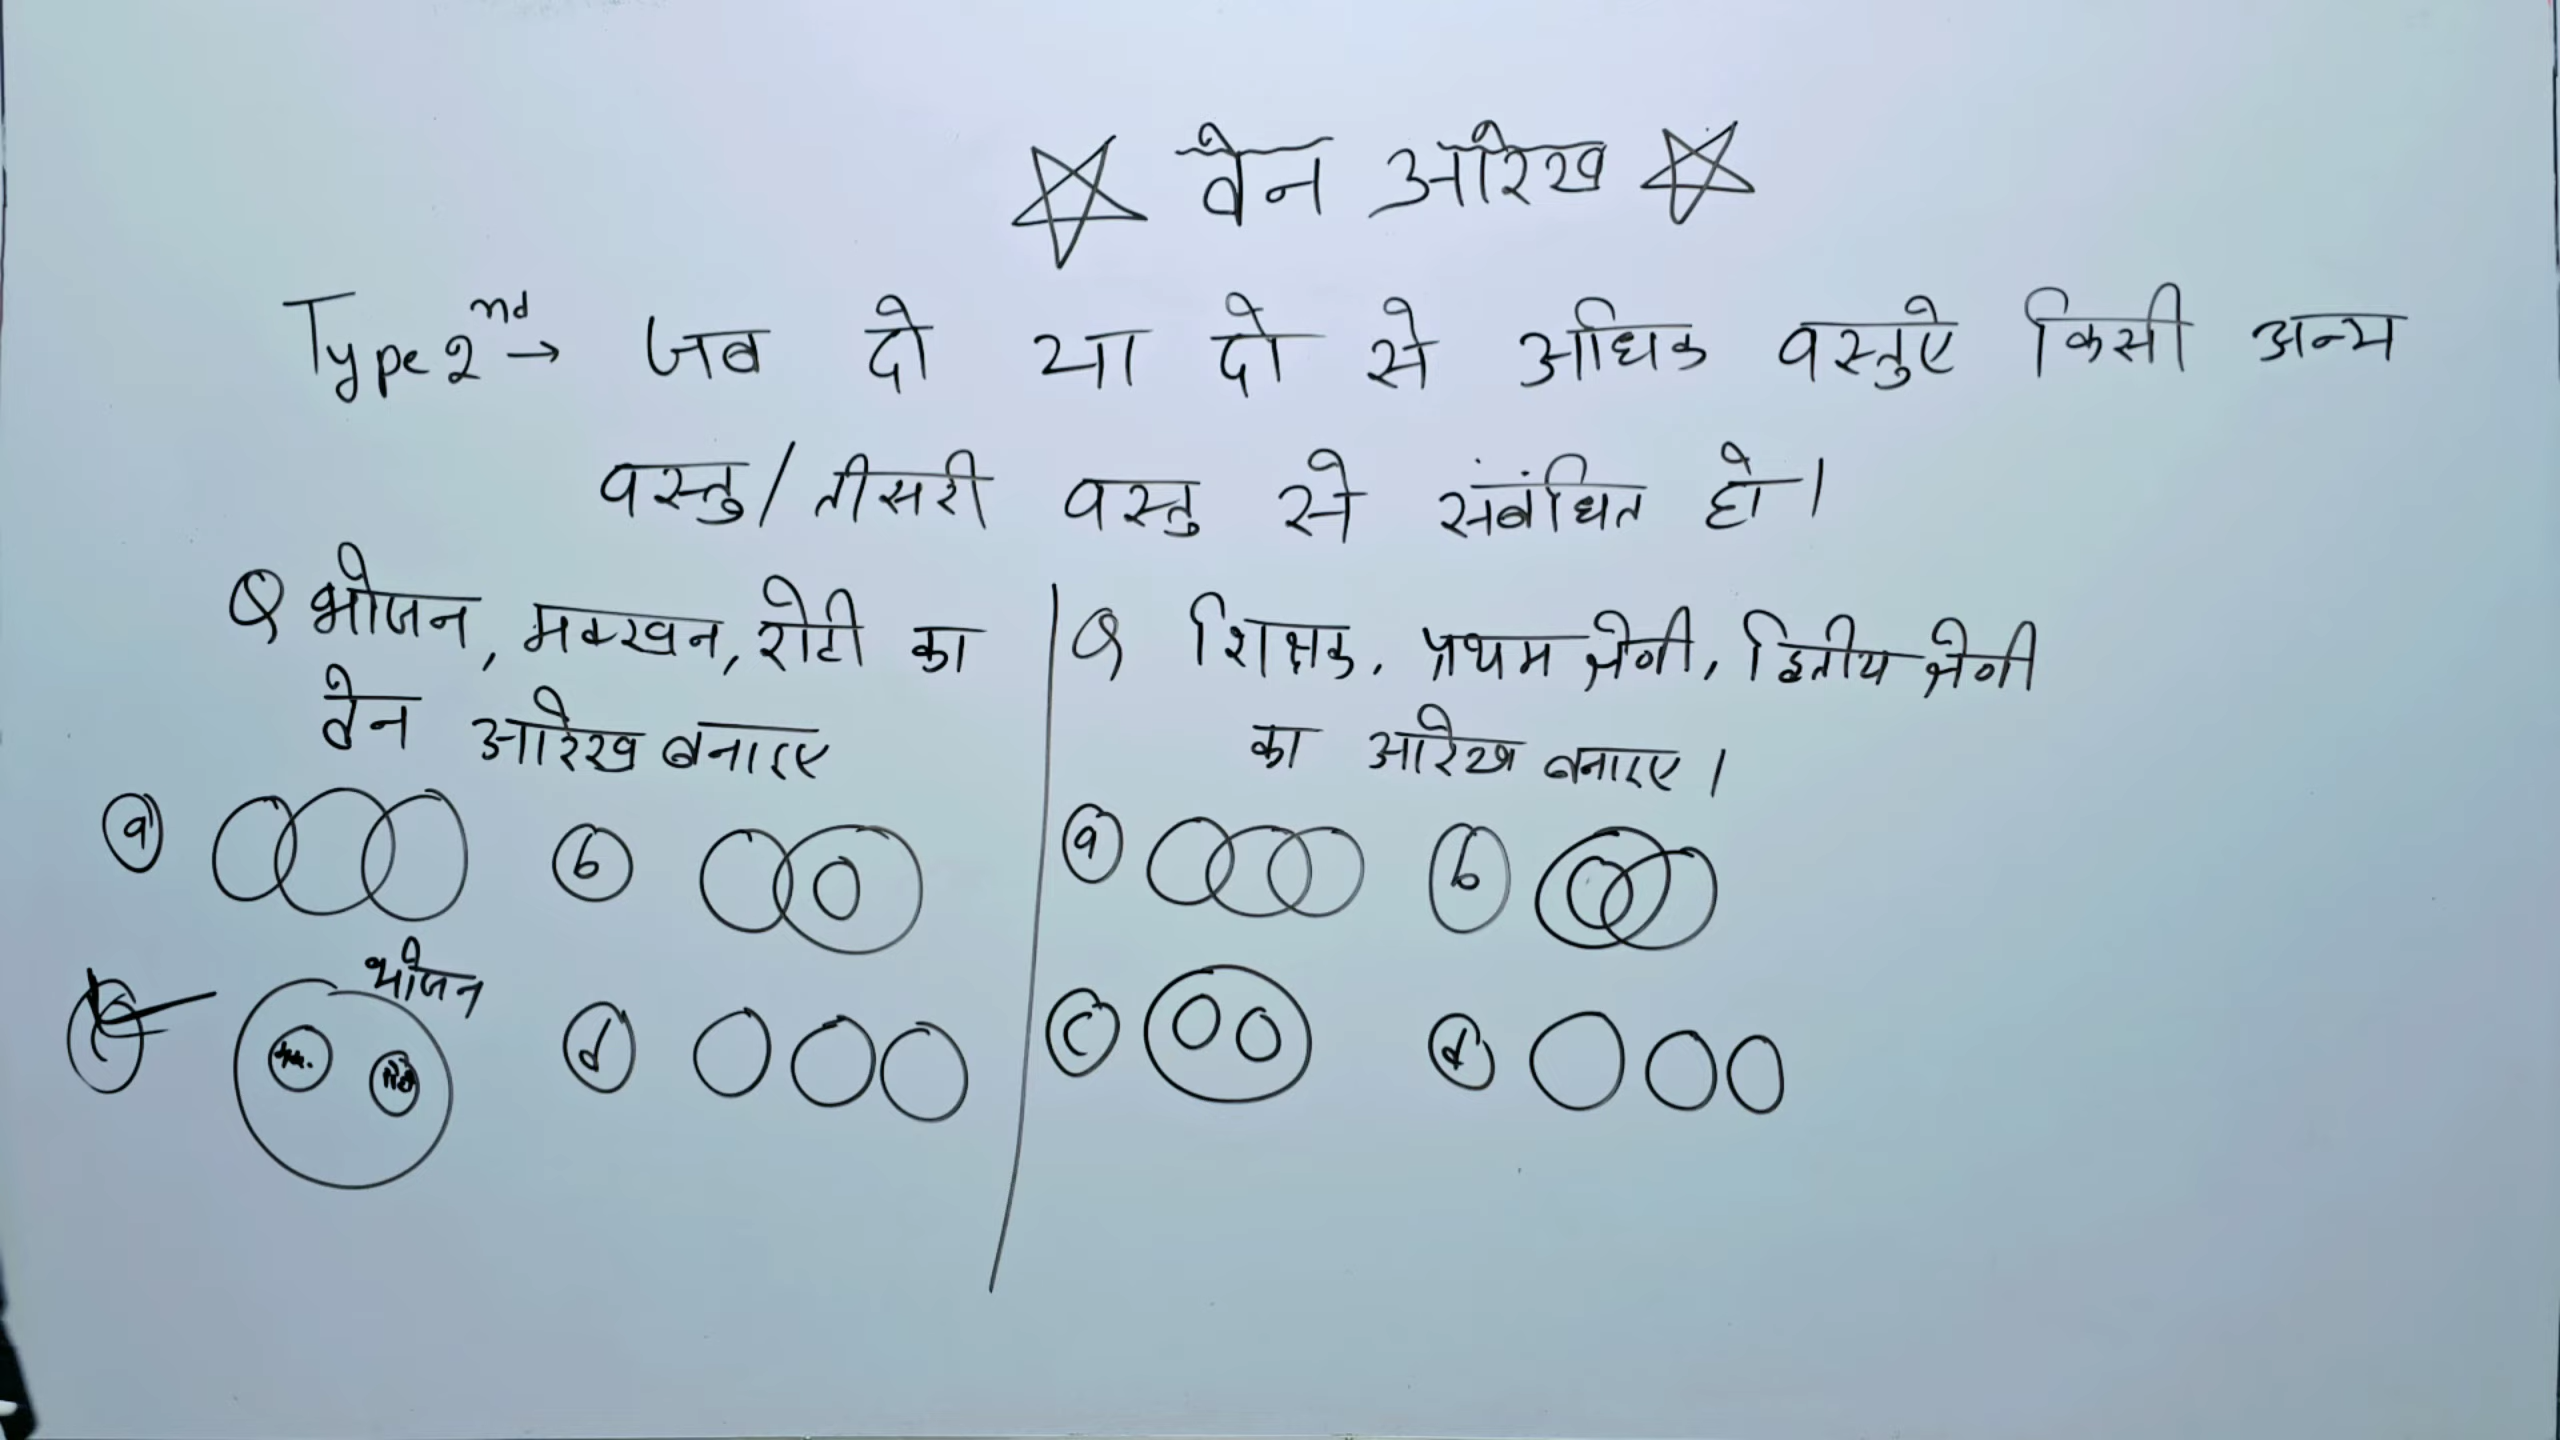 वेन आरेख
Type 2nd → जब दो या दो से अधिक वस्तुऐ किसी अन्य
वस्तु / तीसरी वस्तु से संबंधित हो।
Q भोजन, मक्खन, रोटी का
वेन आरेख बनाइए
a b
भोजन
c d
Q शिक्षक, प्रथम श्रेणी, द्वितीय श्रेणी
का आरेख बनाइए।
a b
c d